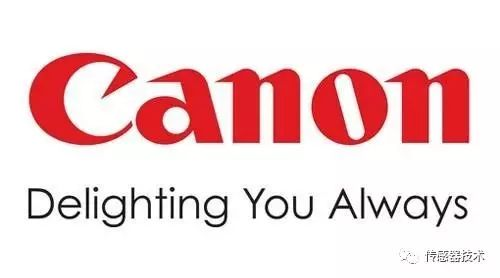 Canon
Delighting You Always
传感器技术